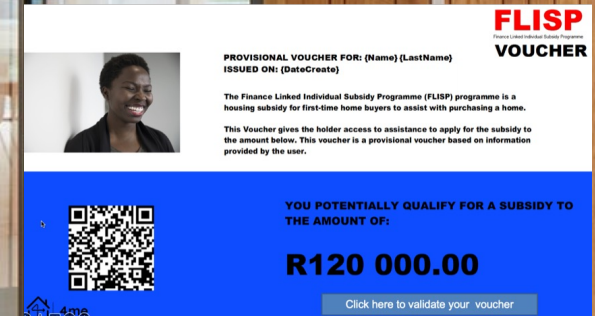 FLISP
Finance Linked Individual Subsidy Programme
VOUCHER
PROVISIONAL VOUCHER FOR: {Name} {LastName}
ISSUED ON: {DateCreate}
The Finance Linked Individual Subsidy Programme (FLISP) programme is a
housing subsidy for first-time home buyers to assist with purchasing a home.
This Voucher gives the holder access to assistance to apply for the subsidy to
the amount below. This voucher is a provisional voucher based on information
provided by the user.
YOU POTENTIALLY QUALIFY FOR A SUBSIDY TO
THE AMOUNT OF:
R120 000.00
Click here to validate your voucher
4me